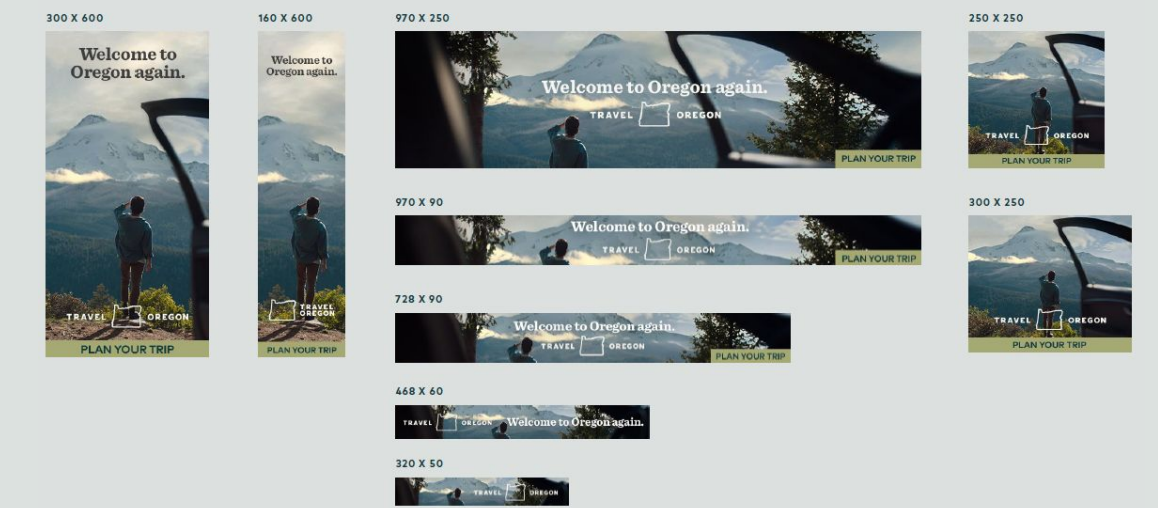 300 X 600
Welcome to
Oregon again.
TRAVEL OREGON
PLAN YOUR TRIP
160 X 600
Welcome to
Oregon again.
TRAVEL
OREGON
PLAN YOUR TRIP
970 X 250
Welcome to Oregon again.
TRAVEL OREGON
PLAN YOUR TRIP
970 X 90
Welcome to Oregon again.
TRAVEL OREGON
PLAN YOUR TRIP
728 X 90
Welcome to Oregon again.
TRAVEL OREGON
PLAN YOUR TRIP
468 X 60
TRAVEL OREGON Welcome to Oregon again.
320 X 50
TRAVEL OREGON
250 X 250
TRAVEL OREGON
PLAN YOUR TRIP
300 X 250
TRAVEL OREGON
PLAN YOUR TRIP